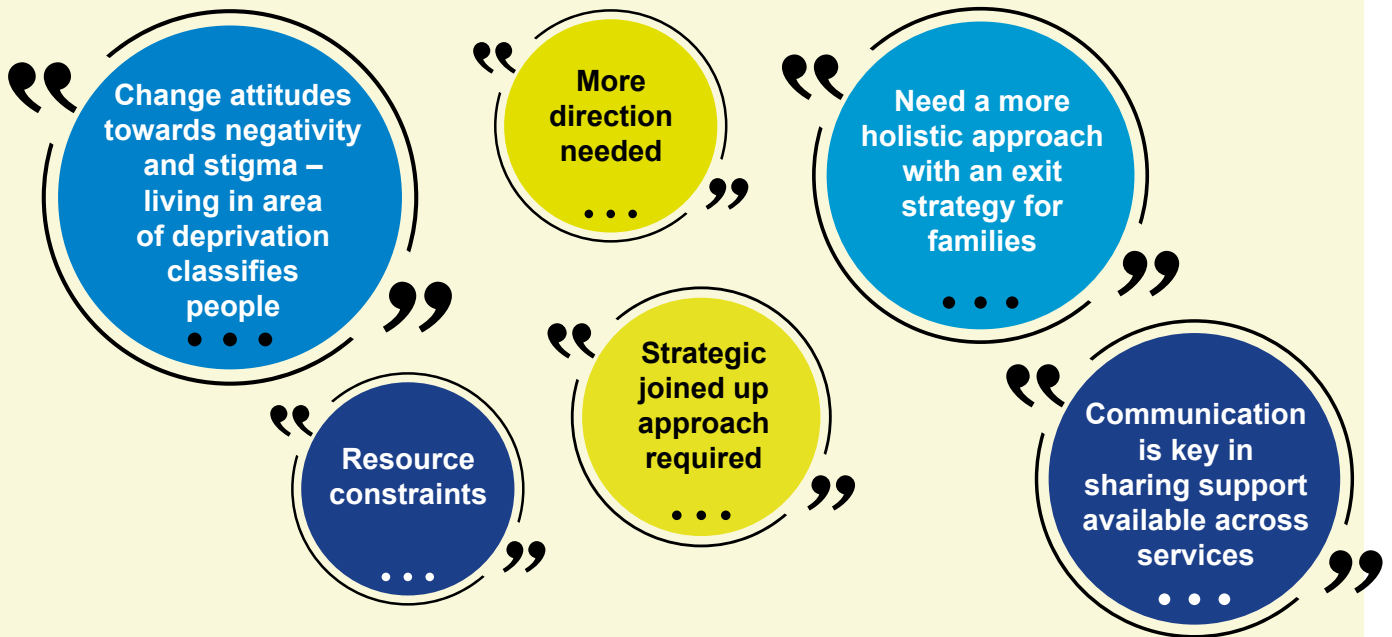 Change attitudes
towards negativity
and stigma –
living in area
of deprivation
classifies
people
...
More
direction
needed
...
Need a more
holistic approach
with an exit
strategy for
families
...
Resource
constraints
...
Strategic
joined up
approach
required
...
Communication
is key in
sharing support
available across
services
...